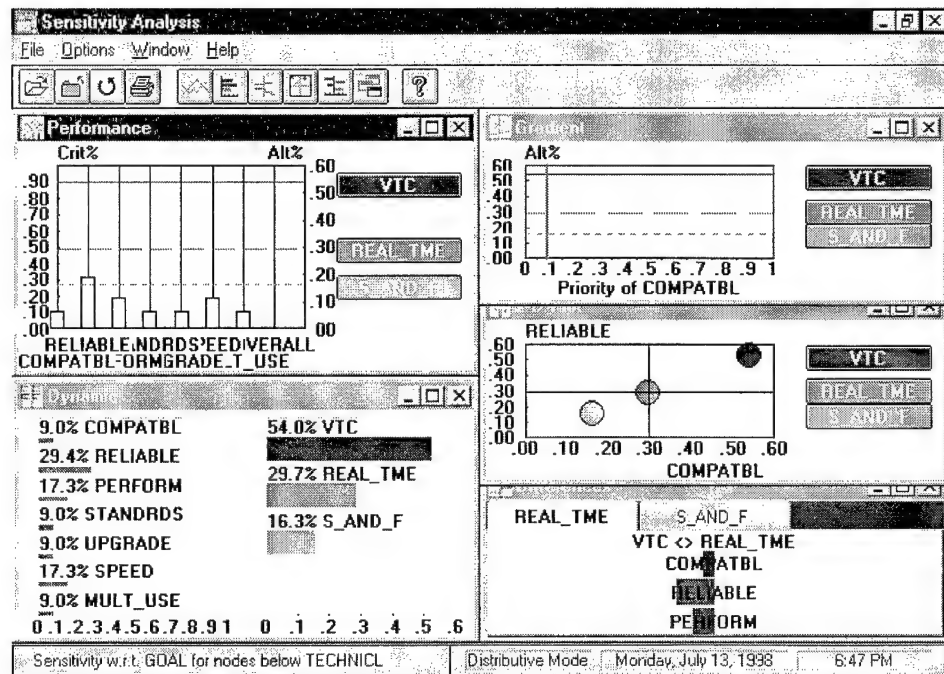 Sensitivity Analysis
File Options Window Help
?
Performance
Crit% Alt%
.90
.80
.70
.60
.50
.40
.30
.20
.10
.00
.60
.50
.40
.30
.20
.10
.00
VTC
REAL_TME
S_AND_F
RELIABLE NDRDS EED VERALL
COMPATBL FORMGRADE T_USE
Gradient
Alt%
.60
.50
.40
.30
.20
.10
.00
0 .1 .2 .3 .4 .5 .6 .7 .8 .9 1
Priority of COMPATBL
VTC
REAL_TME
S_AND_F
RELIABLE
.60
.50
.40
.30
.20
.10
.00
.00 .10 .20 .30 .40 .50 .60
COMPATBL
VTC
REAL_TME
S_AND_F
Dynamic
9.0% COMPATBL
29.4% RELIABLE
17.3% PERFORM
9.0% STANDRDS
9.0% UPGRADE
17.3% SPEED
9.0% MULT_USE
0 .1 .2 .3 .4 .5 .6 .7 .8 .9 1
54.0% VTC
29.7% REAL_TME
16.3% S_AND_F
0 .1 .2 .3 .4 .5 .6
REAL_TME S_AND_F
VTC <> REAL_TME
COMPATBL
RELIABLE
PERFORM
Sensitivity w.r.t. GOAL for nodes below TECHNICL
Distributive Mode Monday, July 13, 1998 6:47 PM